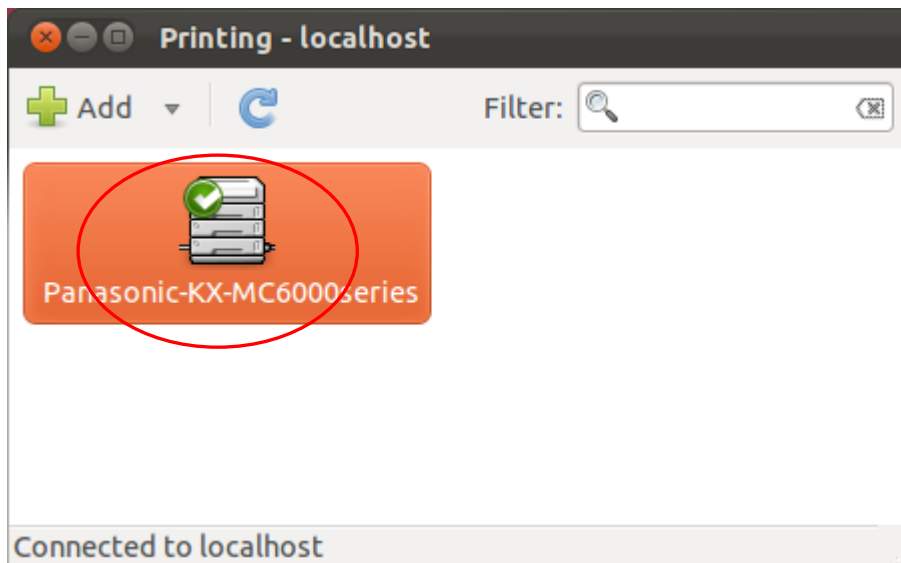 Printing - localhost
Add Filter:
Panasonic-KX-MC6000series
Connected to localhost